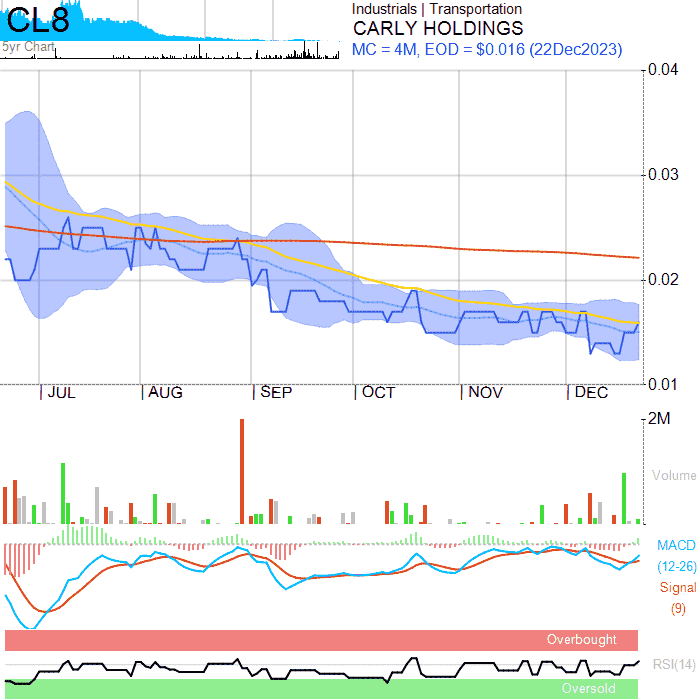 CL8
5yr Chart
Industrials | Transportation
CARLY HOLDINGS
MC = 4M, EOD = $0.016 (22Dec2023)
0.04
0.03
0.02
0.01
JUL AUG SEP OCT NOV DEC
2M
Volume
MACD
(12-26)
Signal
(9)
Overbought
RSI(14)
Oversold